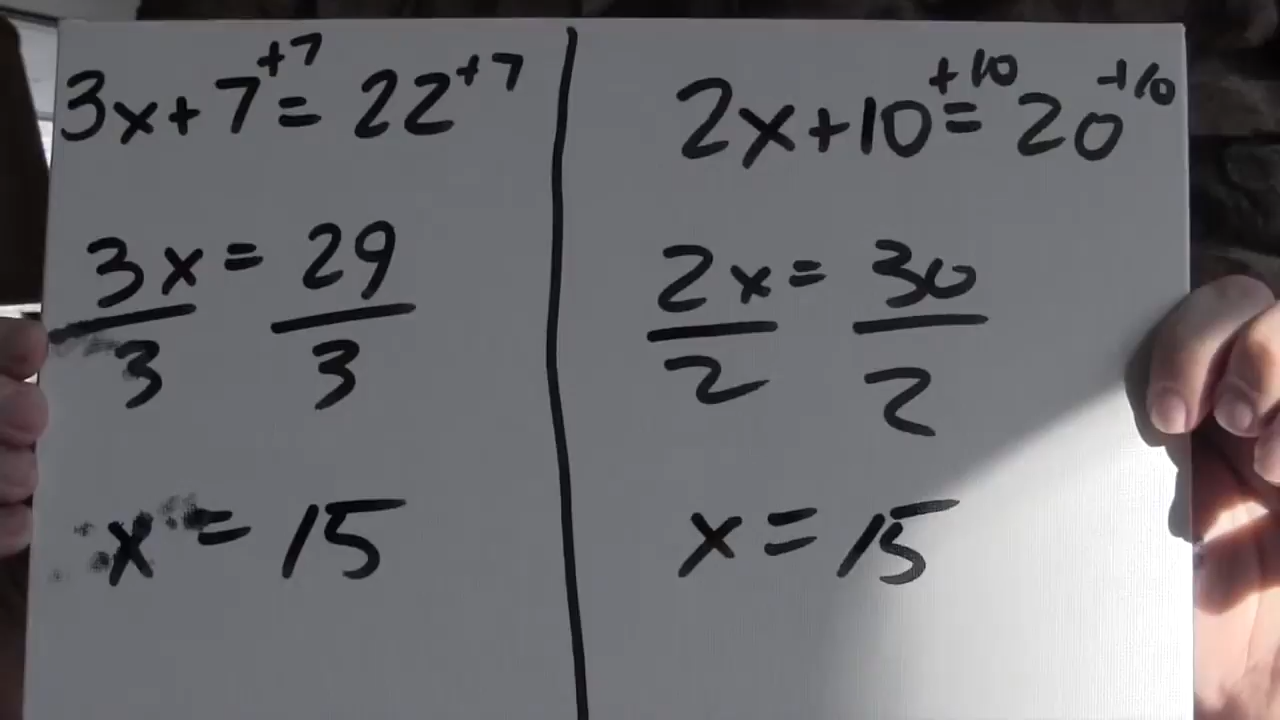 3x+7+7 = 22+7
3x = 29
3 3
x = 15
2x+10+10 = 20+10
2x = 30
2 2
x = 15